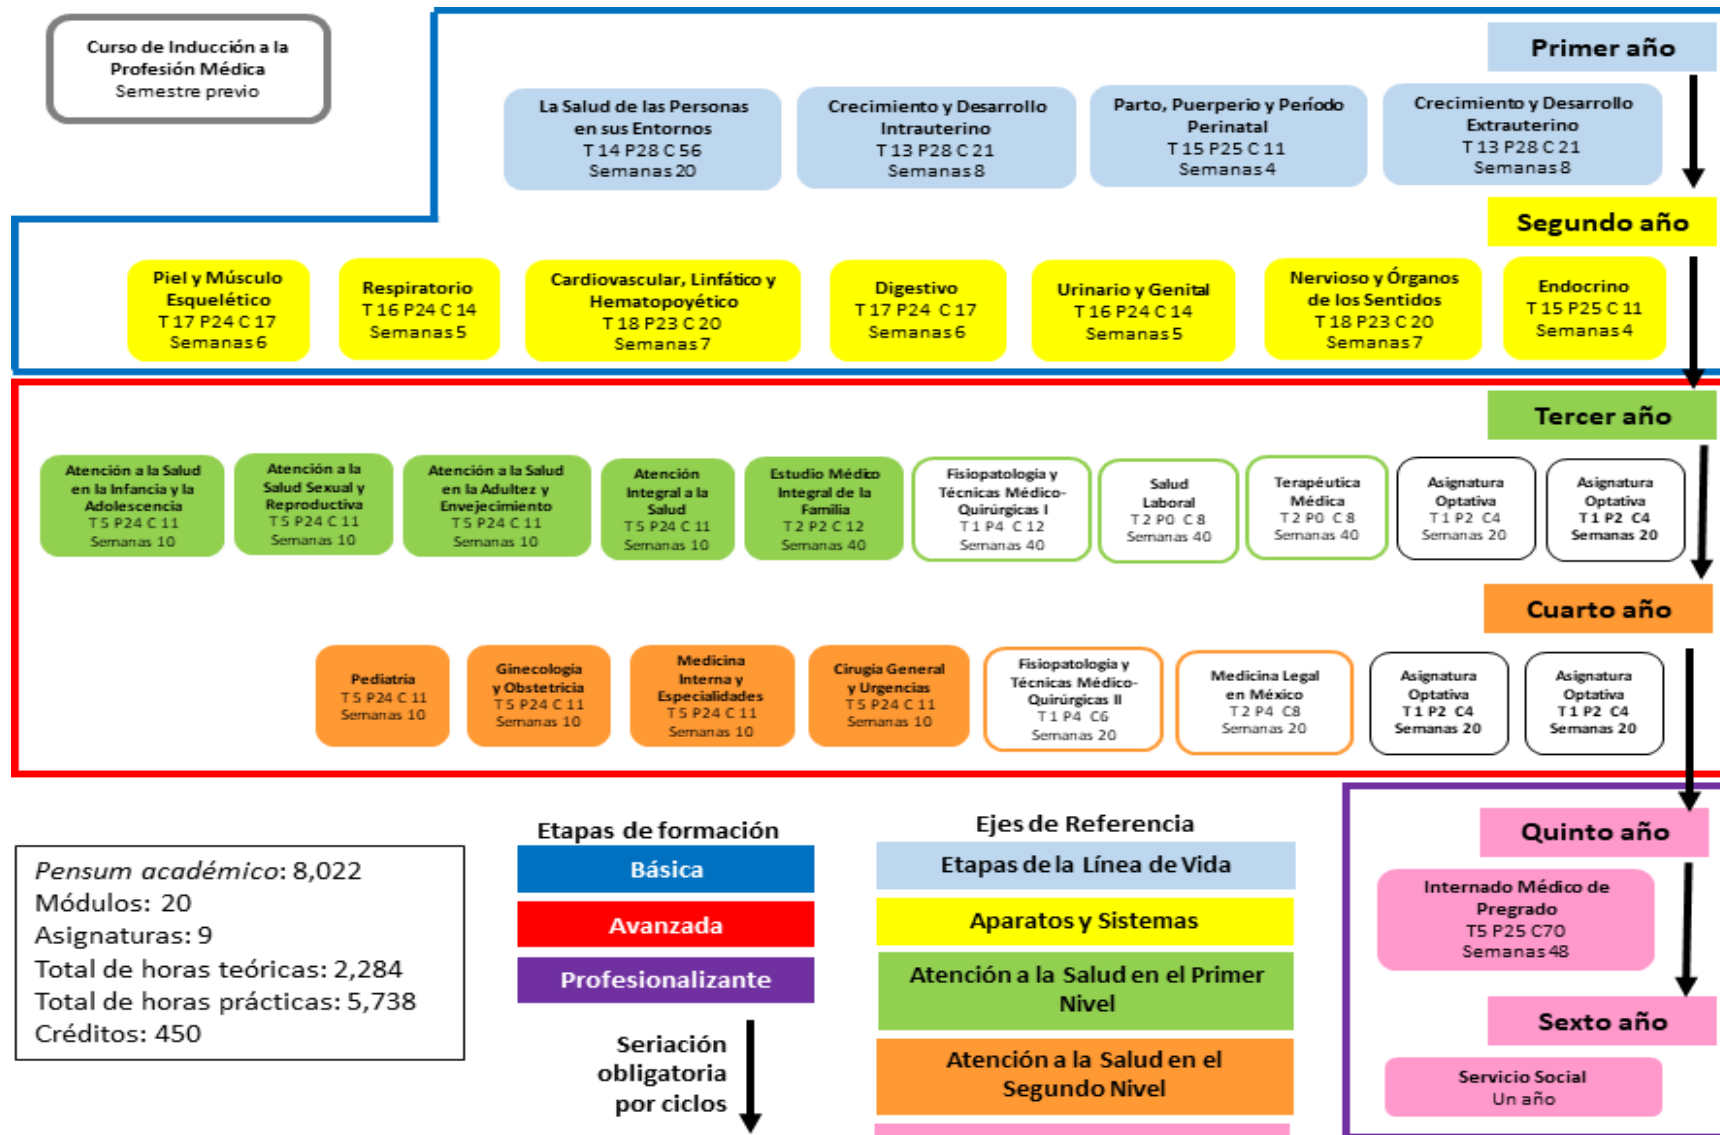 Curso de Inducción a la
Profesión Médica
Semestre previo
Primer año
La Salud de las Personas
en sus Entornos
T 14 P28 C 56
Semanas 20
Crecimiento y Desarrollo
Intrauterino
T 13 P28 C 21
Semanas 8
Parto, Puerperio y Período
Perinatal
T 15 P25 C 11
Semanas 4
Crecimiento y Desarrollo
Extrauterino
T 13 P28 C 21
Semanas 8
Segundo año
Piel y Músculo
Esquelético
T 17 P24 C 17
Semanas 6
Respiratorio
T 16 P24 C 14
Semanas 5
Cardiovascular, Linfático y
Hematopoyético
T 18 P23 C 20
Semanas 7
Digestivo
T 17 P24 C 17
Semanas 6
Urinario y Genital
T 16 P24 C 14
Semanas 5
Nervioso y Órganos
de los Sentidos
T 18 P23 C 20
Semanas 7
Endocrino
T 15 P25 C 11
Semanas 4
Tercer año
Atención a la Salud
en la Infancia y la
Adolescencia
T 5 P24 C 11
Semanas 10
Atención a la
Salud Sexual y
Reproductiva
T 5 P24 C 11
Semanas 10
Atención a la Salud
en la Adultez y
Envejecimiento
T 5 P24 C 11
Semanas 10
Atención
Integral a la
Salud
T 5 P24 C 11
Semanas 10
Estudio Médico
Integral de la
Familia
T 2 P2 C 12
Semanas 40
Fisiopatología y
Técnicas Médico-
Quirúrgicas I
T 1 P4 C 12
Semanas 40
Salud
Laboral
T 2 P0 C 8
Semanas 40
Terapéutica
Médica
T 2 P0 C 8
Semanas 40
Asignatura
Optativa
T 1 P2 C4
Semanas 20
Asignatura
Optativa
T 1 P2 C4
Semanas 20
Cuarto año
Pediatría
T 5 P24 C 11
Semanas 10
Ginecología
y Obstetricia
T 5 P24 C 11
Semanas 10
Medicina
Interna y
Especialidades
T 5 P24 C 11
Semanas 10
Cirugía General
y Urgencias
T 5 P24 C 11
Semanas 10
Fisiopatología y
Técnicas Médico-
Quirúrgicas II
T 1 P4 C6
Semanas 20
Medicina Legal
en México
T 2 P4 C8
Semanas 20
Asignatura
Optativa
T 1 P2 C4
Semanas 20
Asignatura
Optativa
T 1 P2 C4
Semanas 20
Pensum académico: 8,022
Módulos: 20
Asignaturas: 9
Total de horas teóricas: 2,284
Total de horas prácticas: 5,738
Créditos: 450
Etapas de formación
Básica
Avanzada
Profesionalizante
Seriación
obligatoria
por ciclos
Ejes de Referencia
Etapas de la Línea de Vida
Aparatos y Sistemas
Atención a la Salud en el Primer
Nivel
Atención a la Salud en el
Segundo Nivel
Quinto año
Internado Médico de
Pregrado
T5 P25 C70
Semanas 48
Sexto año
Servicio Social
Un año